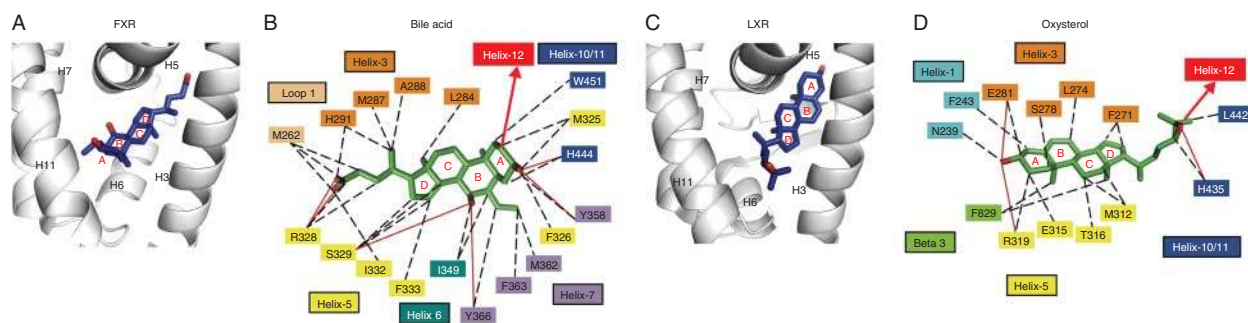 A
FXR
H7
H5
D
C
B
A
H11
H6
H3
B
Bile acid
Helix-12
Helix-10/11
Helix-3
Loop 1
A288
M287
L284
W451
H291
M325
M262
H444
A
C
B
D
Y358
R328
F326
S329
M362
I332
I349
F363
F333
Helix-5
Helix 6
Y366
Helix-7
C
LXR
H5
H7
A
B
C
D
H11
H3
H6
D
Oxysterol
Helix-3
Helix-12
Helix-1
F243
E281
L274
S278
F271
L442
N239
B
A
C
D
H435
F829
M312
R319
E315
T316
Beta 3
Helix-10/11
Helix-5